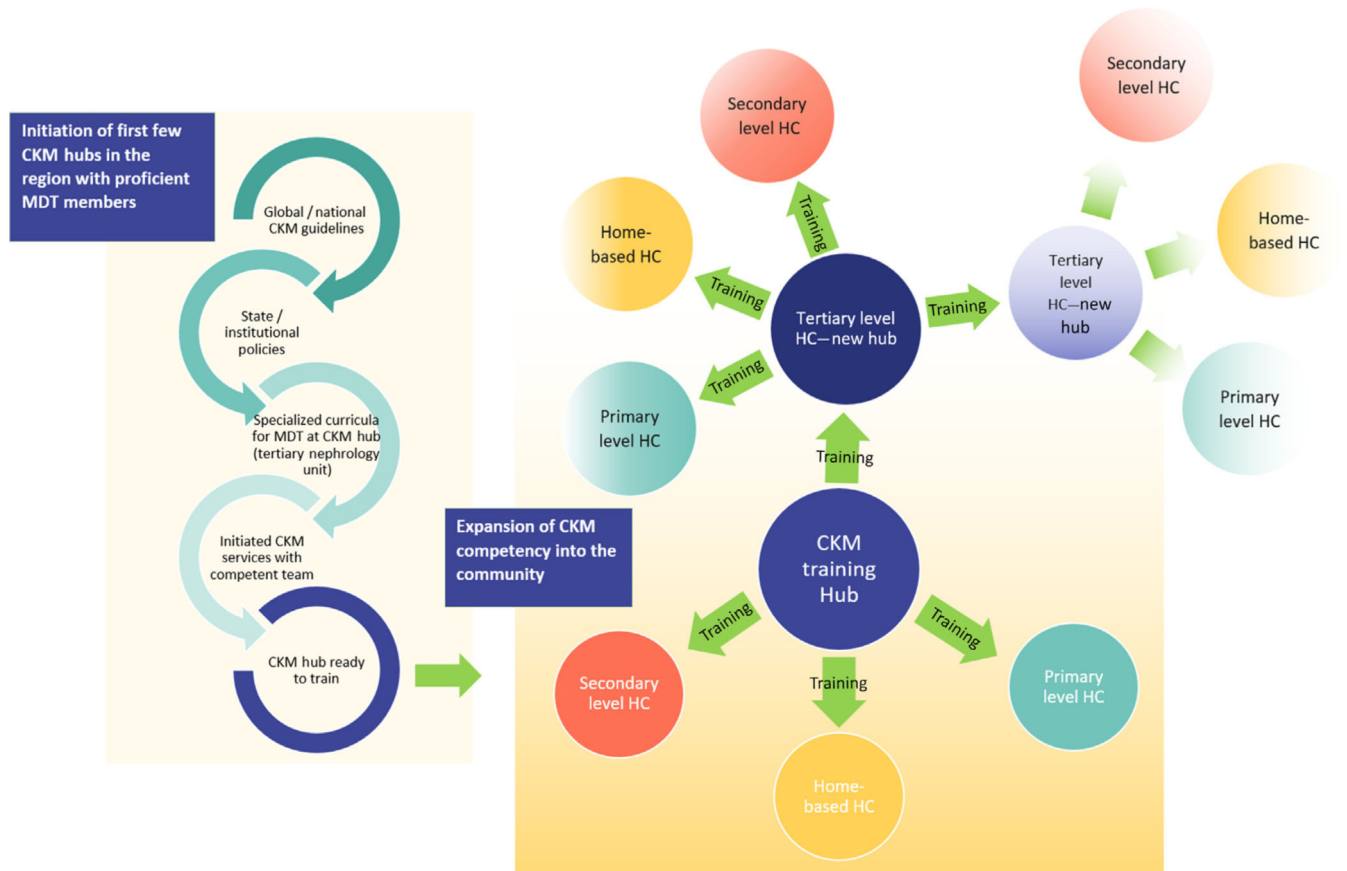 Initiation of first few
CKM hubs in the
region with proficient
MDT members
Global / national
CKM guidelines
State /
institutional
policies
Specialized curricula
for MDT at CKM hub
(tertiary nephrology
unit)
Initiated CKM
services with
competent team
CKM hub ready
to train
Expansion of CKM
competency into the
community
Secondary
level HC
Training
Home-
based HC
Training
Primary
level HC
Training
Tertiary level
HC—new hub
Training
Tertiary
level
HC—new
hub
Secondary
level HC
Home-
based HC
Primary
level HC
Training
CKM
training
Hub
Training
Secondary
level HC
Training
Home-
based HC
Training
Primary
level HC